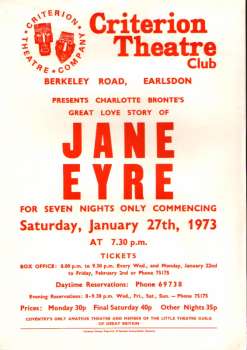 CRITERION
THEATRE
COMPANY
Criterion
Theatre
Club
BERKELEY ROAD, EARLSDON
PRESENTS CHARLOTTE BRONTE'S
GREAT LOVE STORY OF
JANE
EYRE
FOR SEVEN NIGHTS ONLY COMMENCING
Saturday, January 27th, 1973
AT 7.30 p.m.
TICKETS
BOX OFFICE: 8.00 p.m. to 9.30 p.m. Every Wed., and Monday, January 22nd
to Friday, February 2nd or Phone 75175
Daytime Reservations: Phone 69738
Evening Reservations: 8-9.30 p.m. Wed., Fri., Sat., Sun. — Phone 75175
Prices: Monday 30p Final Saturday 40p Other Nights 35p
COVENTRY'S ONLY AMATEUR THEATRE AND MEMBER OF THE LITTLE THEATRE GUILD
OF GREAT BRITAIN